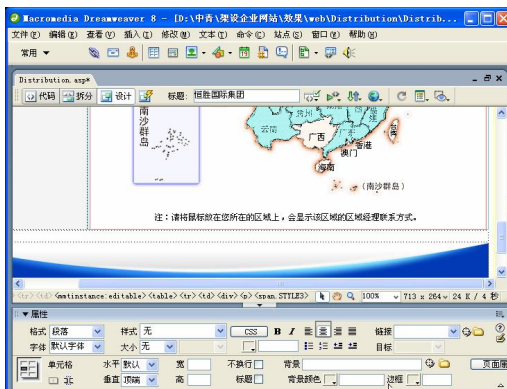 Macromedia Dreamweaver 8 - [D:\中青\架设企业网站\效果\web\Distribution\Distrib...
文件(F) 编辑(E) 查看(V) 插入(I) 修改(M) 文本(T) 命令(C) 站点(S) 窗口(W) 帮助(H)
常用
Distribution.asp*
代码 拆分 设计 标题: 恒胜国际集团
南沙群岛
云南
贵州
广西
广东
台湾
香港
澳门
海南
(南沙群岛)
注：请将鼠标放在您所在的区域上，会显示该区域的区域经理联系方式。
<tr> <td> <mmtinstance:editable> <table> <tr> <td> <div> <p> <span.STYLE3> 100% 713 x 264 24 K / 4 秒
属性
格式 段落 样式 无 CSS B I 链接
字体 默认字体 大小 无 目标
单元格 水平 默认 宽 不换行 背景 页面属
垂直 顶端 高 标题 背景颜色 边框